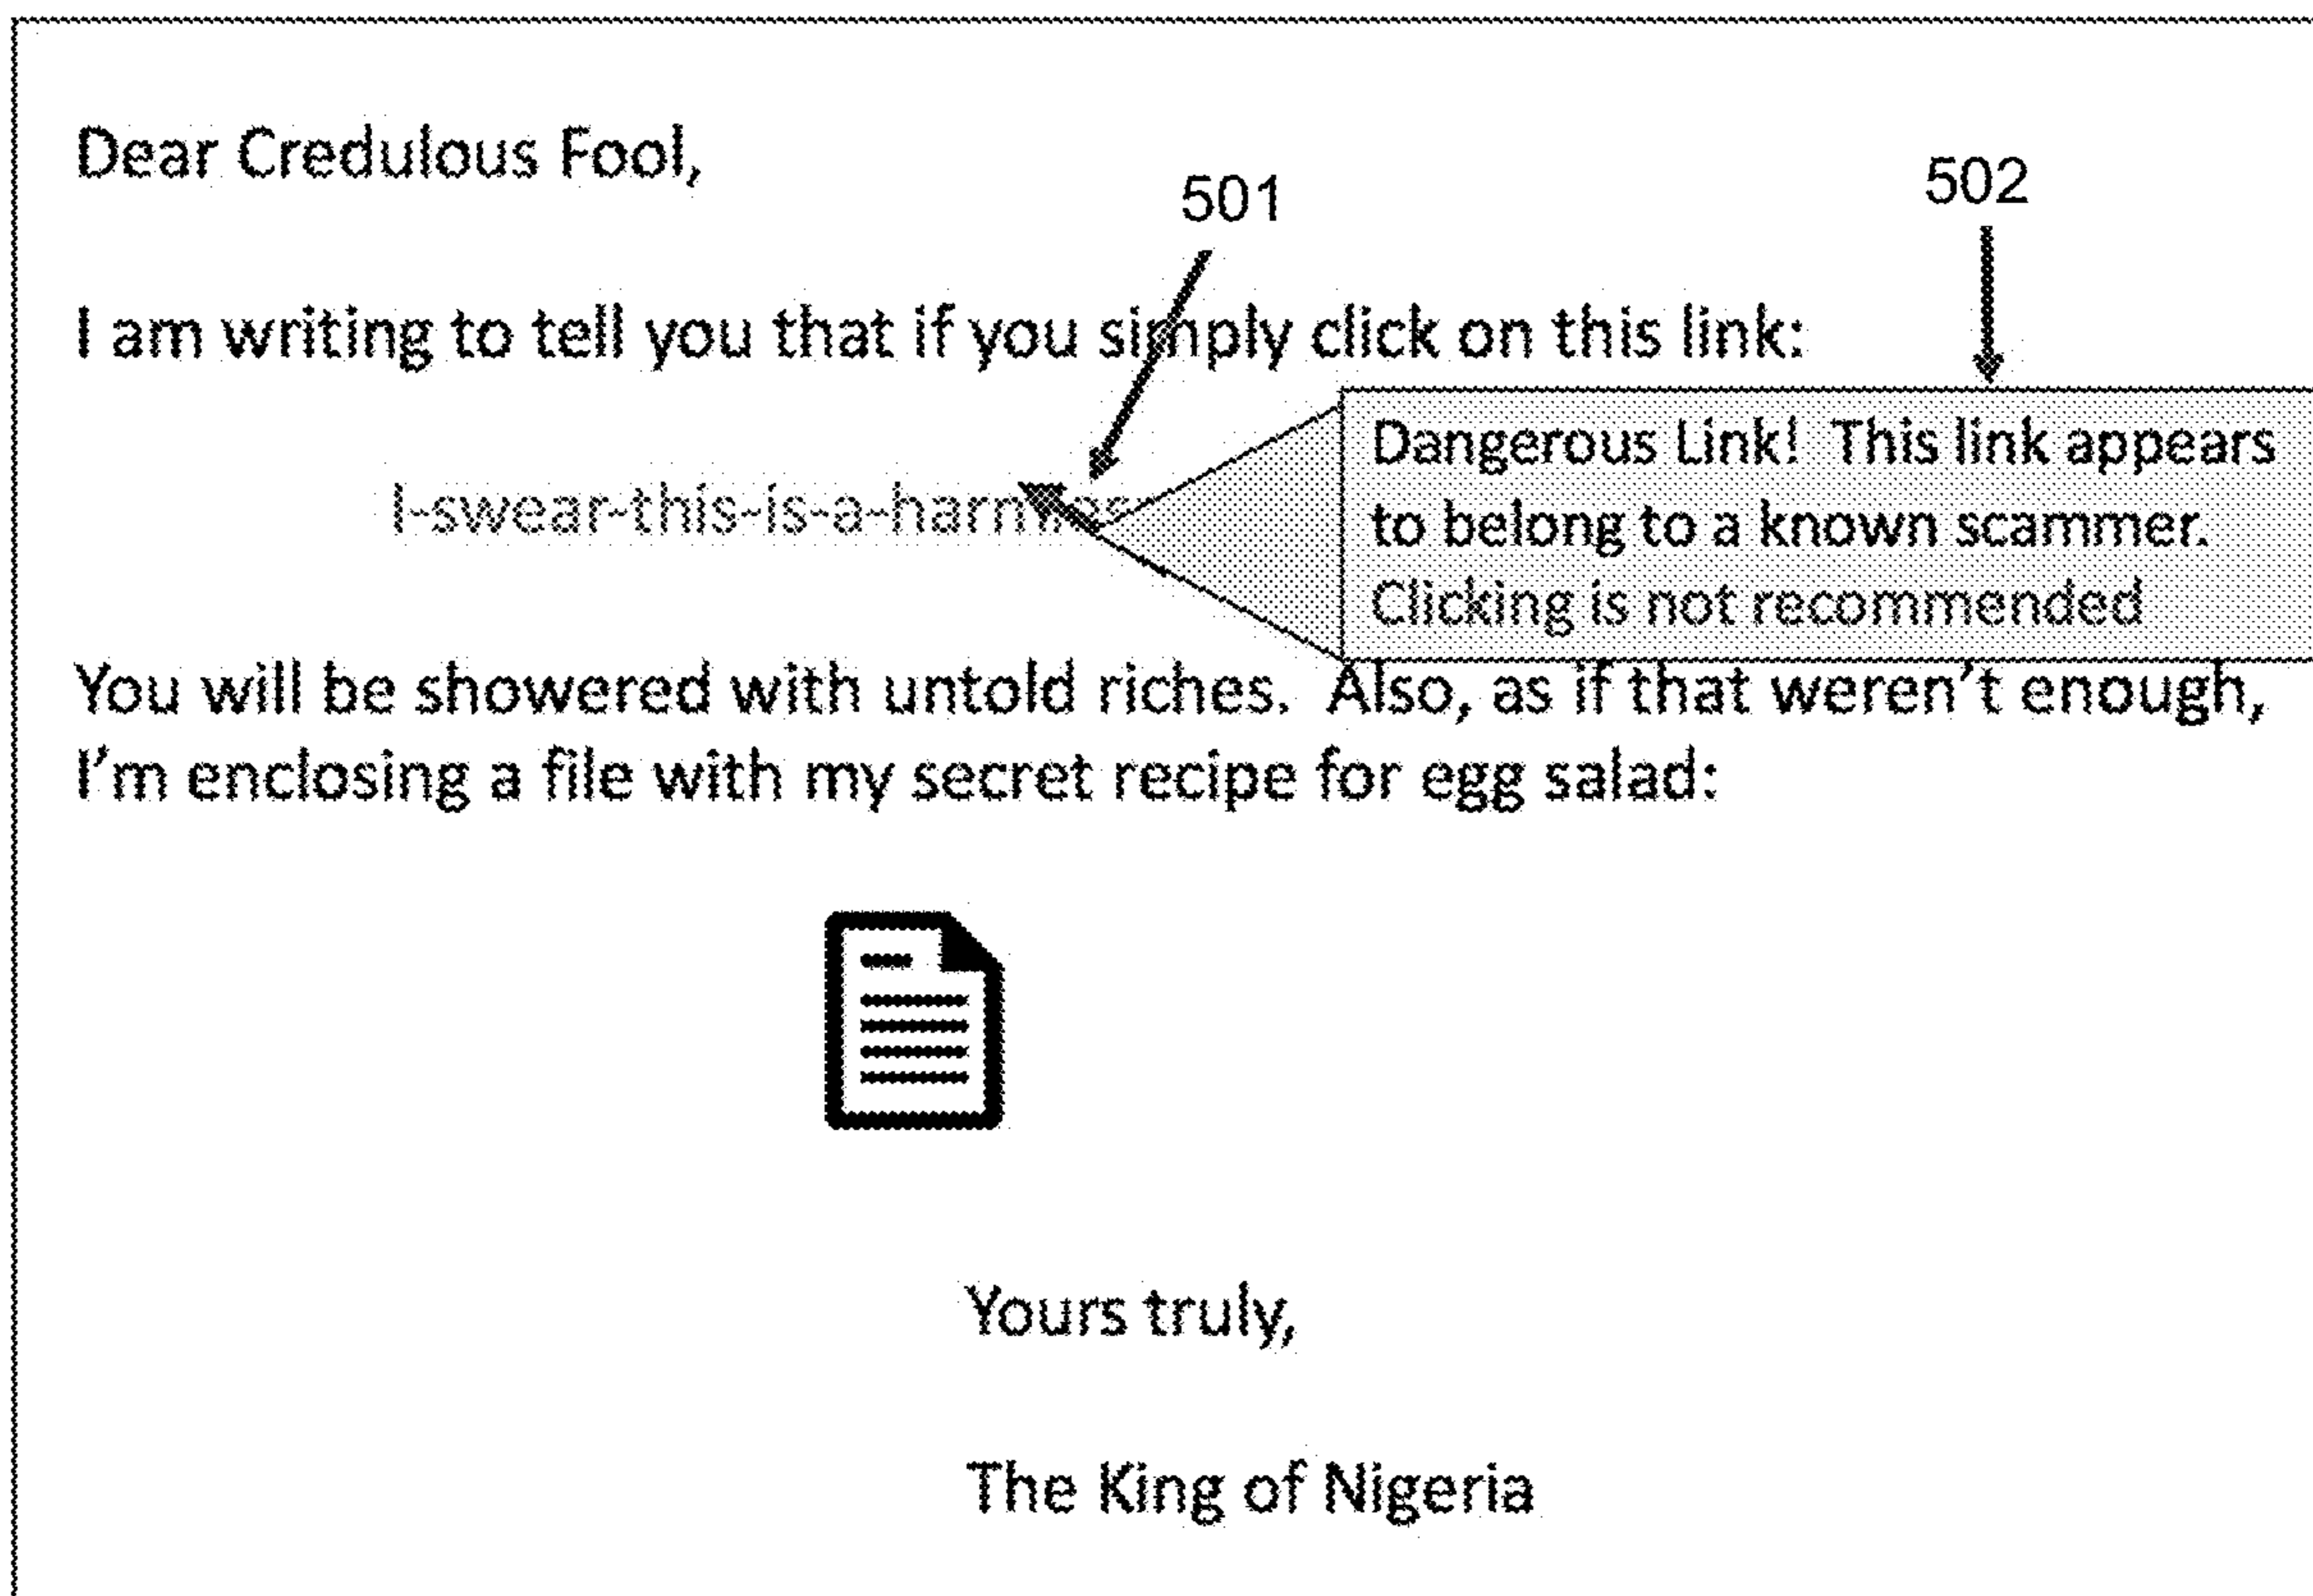 Dear Credulous Fool,
501
502
I am writing to tell you that if you simply click on this link:
Dangerous Link! This link appears
to belong to a known scammer.
Clicking is not recommended
I-swear-this-is-a-
You will be showered with untold riches. Also, as if that weren't enough,
I'm enclosing a file with my secret recipe for egg salad:
Yours truly,
The King of Nigeria